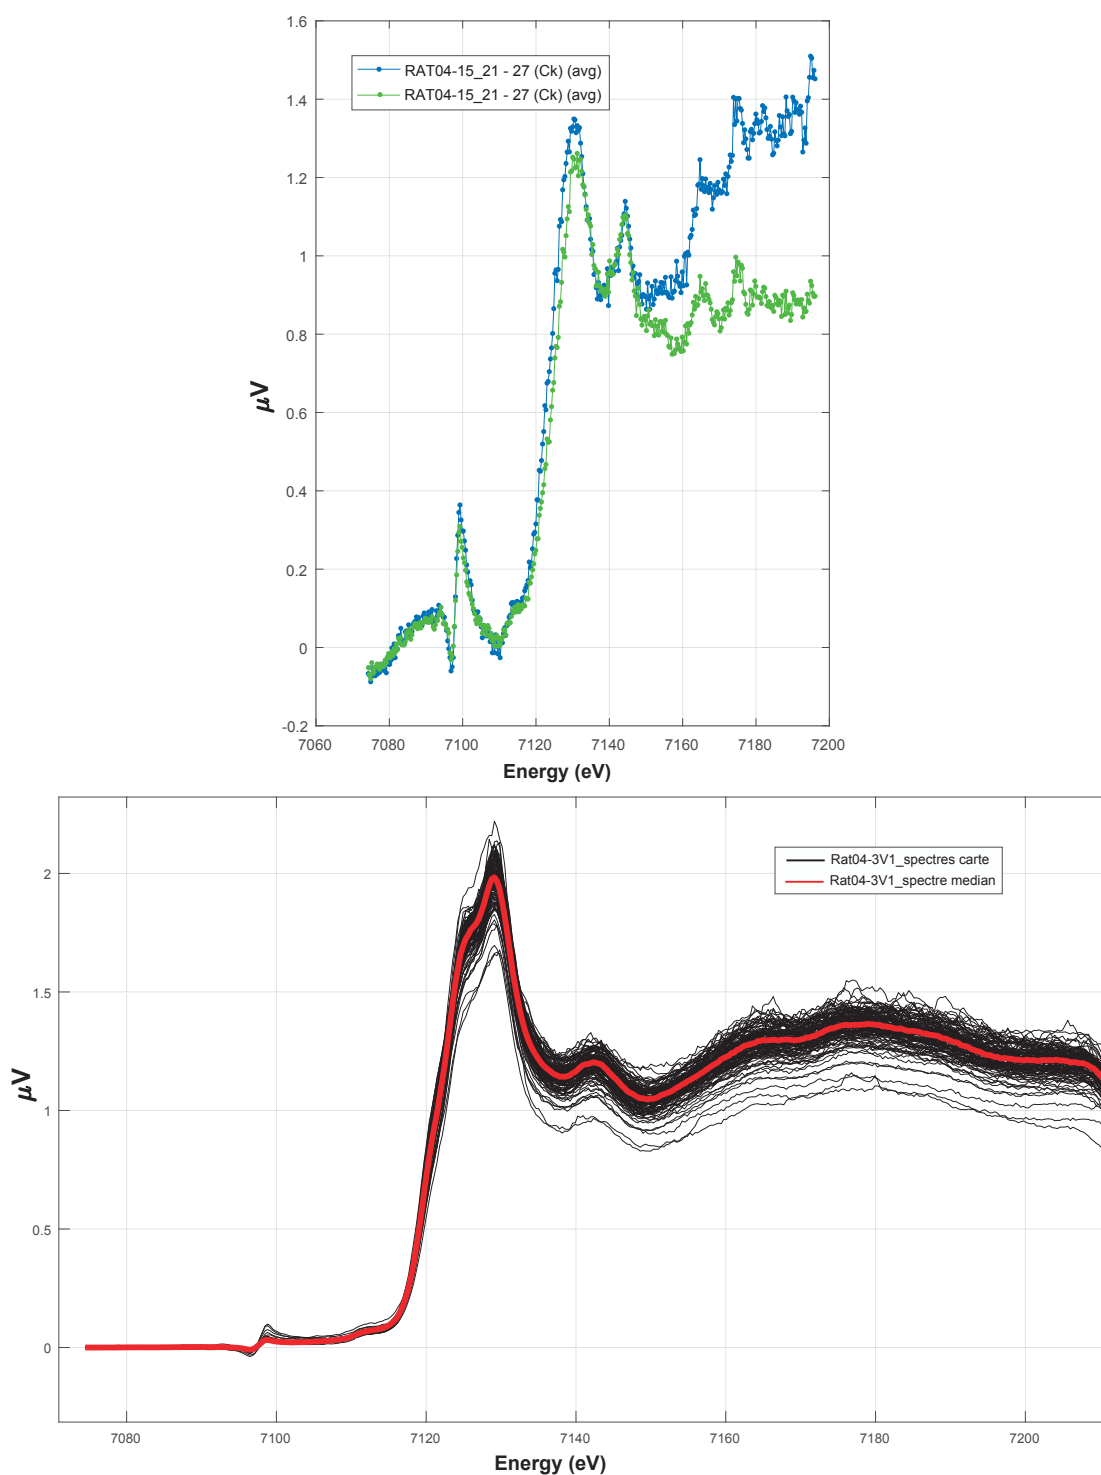 1.6
1.4
1.2
1
0.8
0.6
0.4
0.2
0
-0.2
μV
RAT04-15_21 - 27 (Ck) (avg)
RAT04-15_21 - 27 (Ck) (avg)
7060 7080 7100 7120 7140 7160 7180 7200
Energy (eV)
2
1.5
1
0.5
0
μV
Rat04-3V1_spectres carte
Rat04-3V1_spectre median
7080 7100 7120 7140 7160 7180 7200
Energy (eV)